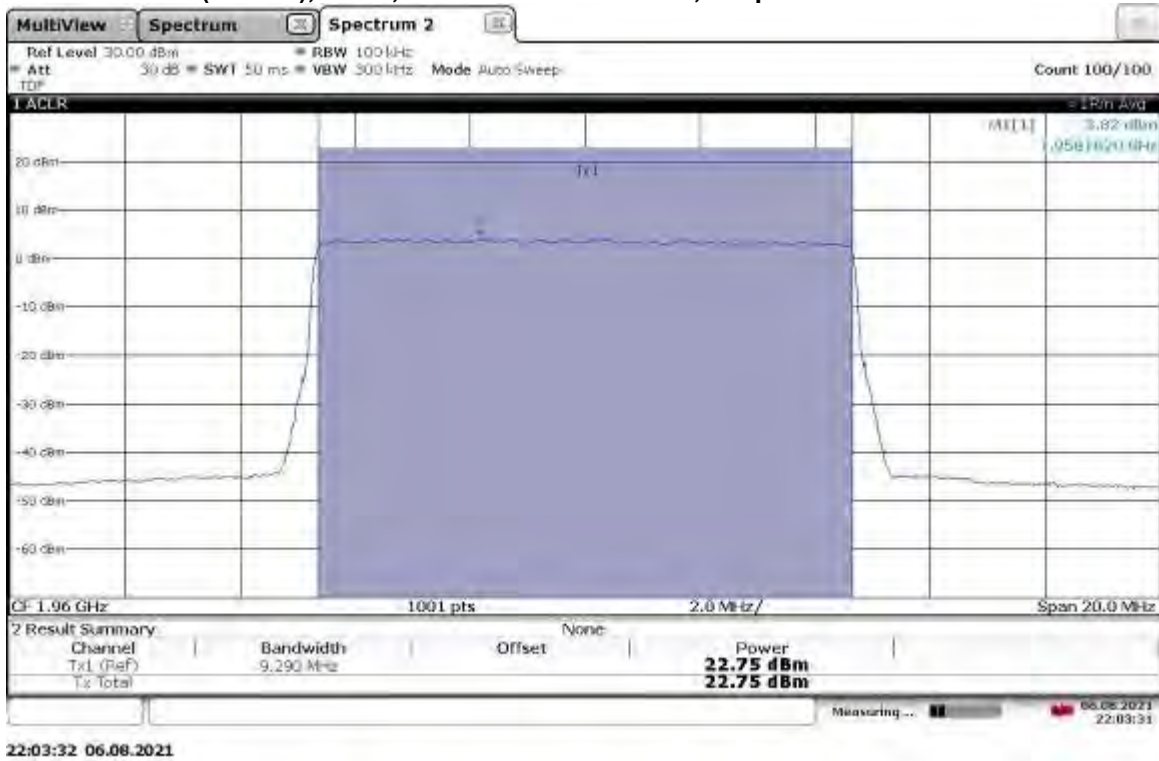 MultiView Spectrum Spectrum 2
Ref Level 30.00 dBm RBW 100 kHz
Att 30 dB SWT 50 ms VBW 300 kHz Mode Auto Sweep Count 100/100
TDF
1 ACLR 1Rm Avg
M1[1] 3.82 dBm
20 dBm
Tx1
10 dBm
0 dBm
-10 dBm
-20 dBm
-30 dBm
-40 dBm
-50 dBm
-60 dBm
CF 1.96 GHz 1001 pts 2.0 MHz/ Span 20.0 MHz
2 Result Summary None
Channel Bandwidth Offset Power
Tx1 (Ref) 9.290 MHz 22.75 dBm
Tx Total 22.75 dBm
Measuring... 06.08.2021
22:03:31
22:03:32 06.08.2021